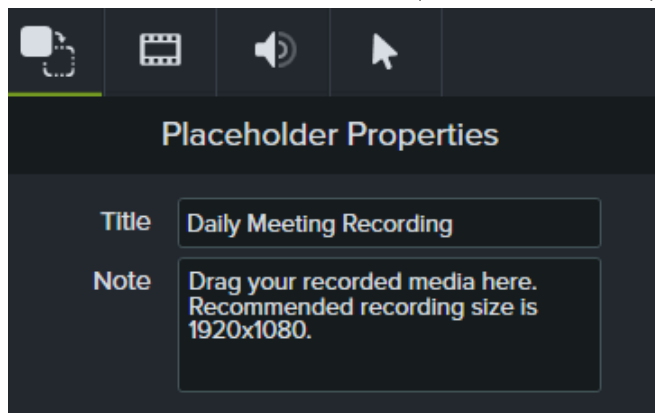 Placeholder Properties
Title
Daily Meeting Recording
Note
Drag your recorded media here.
Recommended recording size is
1920x1080.